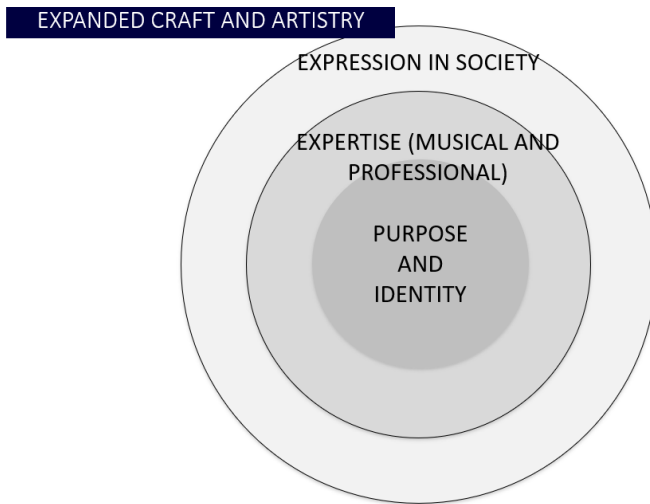 EXPANDED CRAFT AND ARTISTRY
EXPRESSION IN SOCIETY
EXPERTISE (MUSICAL AND
PROFESSIONAL)
PURPOSE
AND
IDENTITY